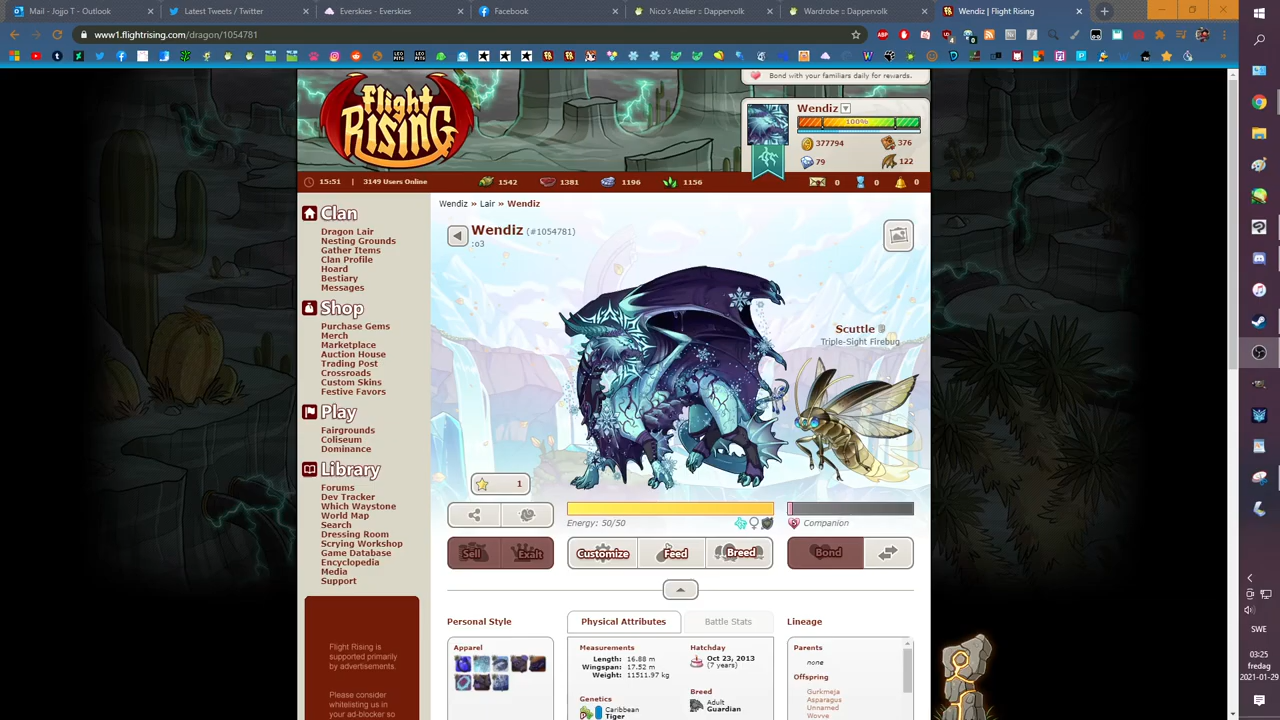 Mail - Jojjo - Outlook
Latest Tweets / Twitter
Facebook
Nico's Atelier :: Dappervolk
Nico's Atelier :: Dappervolk
Wendiz | Flight Rising
https://www1.flightrising.com/dragon/1054781
Bond with your familiars daily for rewards.
Flight
RISING
Wendiz
100%
377794
376
79
122
15:51 | 3149 Users Online
1542
1381
1196
1156
0
0
0
Clan
Dragon Lair
Nesting Grounds
Gather Items
Clan Profile
Hoard
Bestiary
Messages
Shop
Purchase Gems
Merch
Marketplace
Auction House
Trading Post
Crossroads
Custom Skins
Festive Favors
Play
Fairgrounds
Coliseum
Dominance
Library
Forums
Dev Tracker
Which Waystone
World Map
Search
Dressing Room
Scrying Workshop
Game Database
Encyclopedia
Media
Support
Flight Rising is
supported primarily
by advertisements.
Please consider
whitelisting us in
your ad-blocker so
Wendiz » Lair » Wendiz
Wendiz (#1054781)
:o3
Scuttle
Triple-Sight Firebug
1
Energy: 50/50
Companion
Sell
Exalt
Customize
Feed
Breed
Bond
Personal Style
Apparel
Physical Attributes
Battle Stats
Measurements
Length: 16.88 m
Wingspan: 17.52 m
Weight: 11511.97 kg
Genetics
Caribbean
Tiger
Hatchday
Oct 23, 2013
(7 years)
Breed
Adult
Guardian
Lineage
Parents
none
Offspring
Gurkmeja
Asparagus
Unnamed
Wovve
fredag
2021-01-29